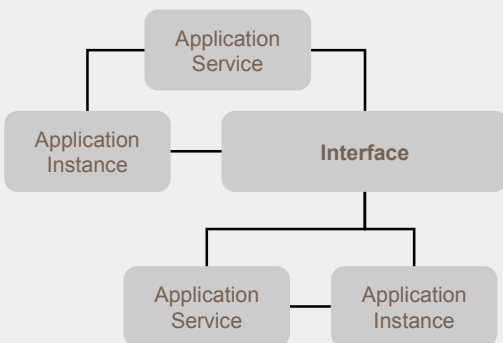 Application
Service
Application
Instance
Interface
Application
Service
Application
Instance